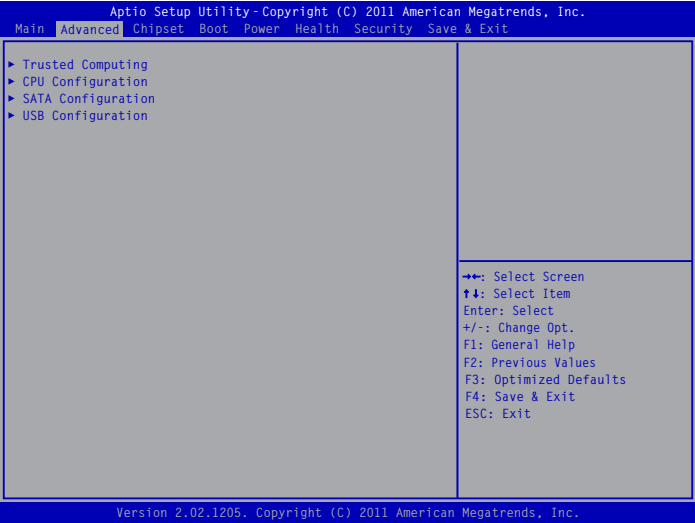 Aptio Setup Utility - Copyright (C) 2011 American Megatrends, Inc.
Main Advanced Chipset Boot Power Health Security Save & Exit
► Trusted Computing
► CPU Configuration
► SATA Configuration
► USB Configuration
→←: Select Screen
↑↓: Select Item
Enter: Select
+/-: Change Opt.
F1: General Help
F2: Previous Values
F3: Optimized Defaults
F4: Save & Exit
ESC: Exit
Version 2.02.1205. Copyright (C) 2011 American Megatrends, Inc.